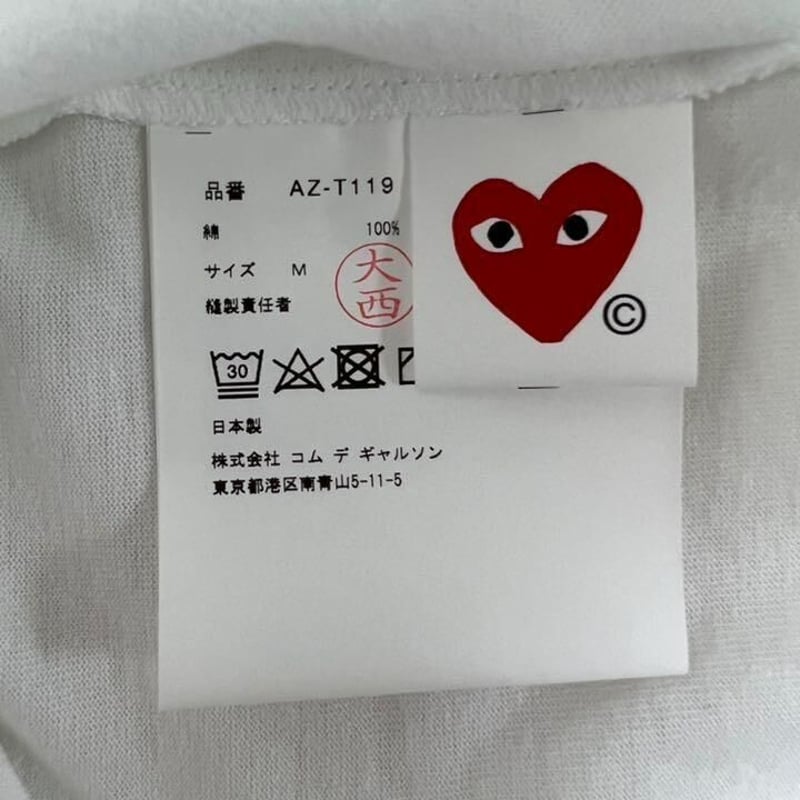 品番 AZ-T119
綿 100%
サイズ M
縫製責任者
大西
30
日本製
株式会社 コム デ ギャルソン
東京都港区南青山5-11-5
©